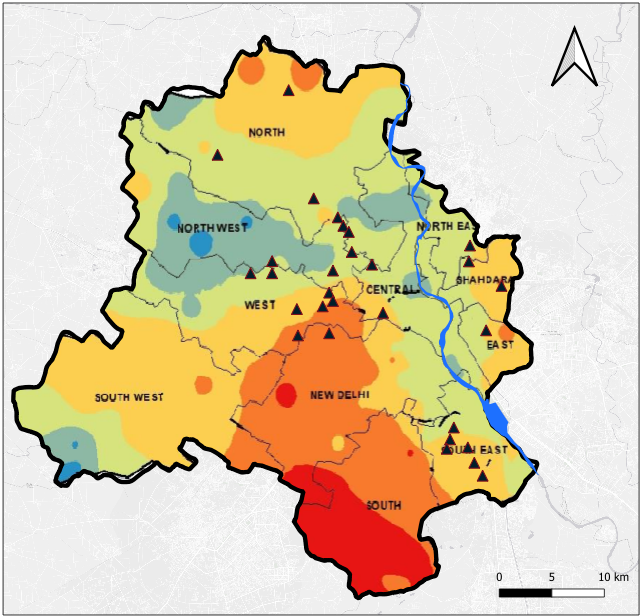 NORTH
NORTH WEST
NORTH EAS
SHAHDARA
CENTRAL
WEST
EAST
SOUTH WEST
NEW DELHI
SOUTH EAST
SOUTH
0 5 10 km